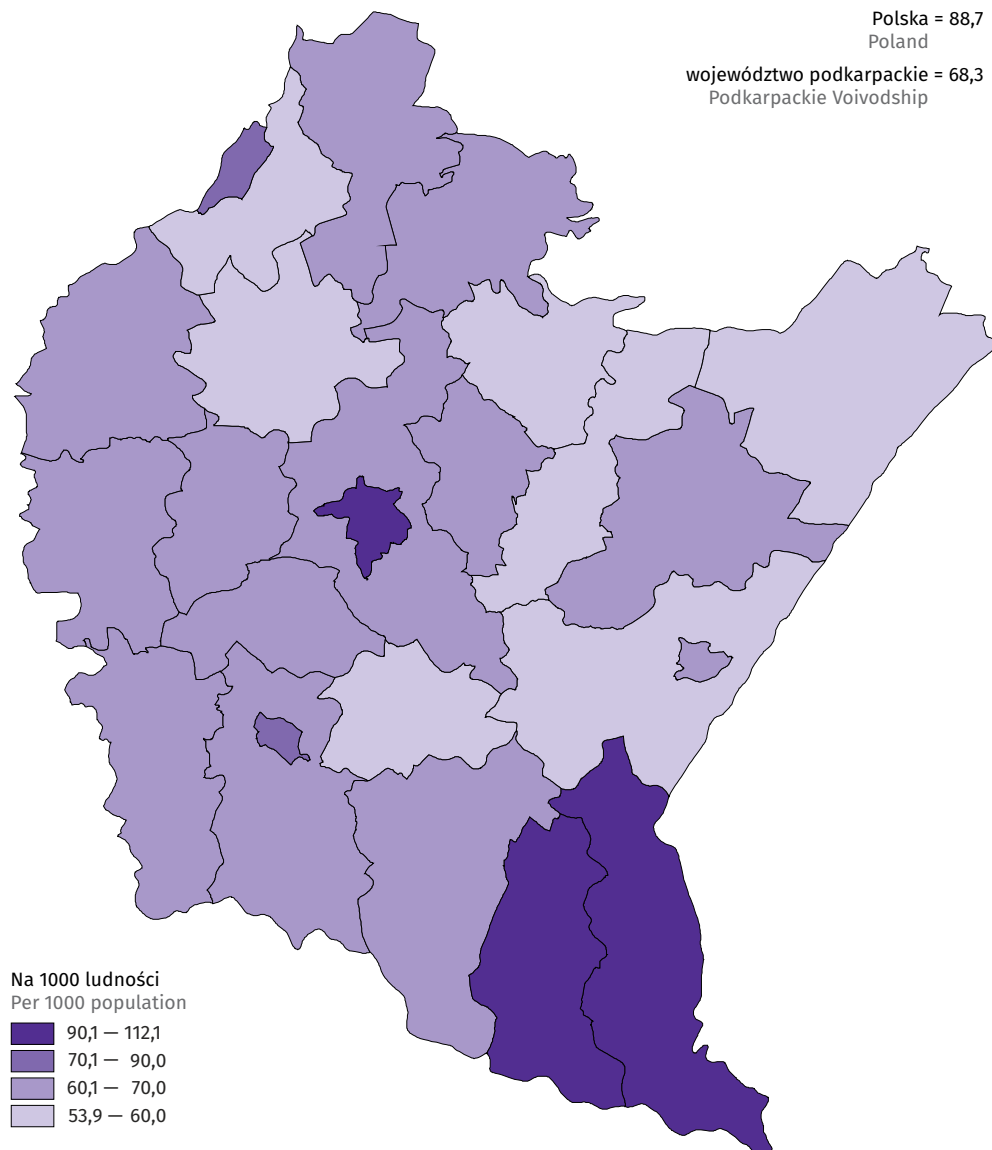 Polska = 88,7
Poland
województwo podkarpackie = 68,3
Podkarpackie Voivodship
Na 1000 ludności
Per 1000 population
90,1 — 112,1
70,1 — 90,0
60,1 — 70,0
53,9 — 60,0